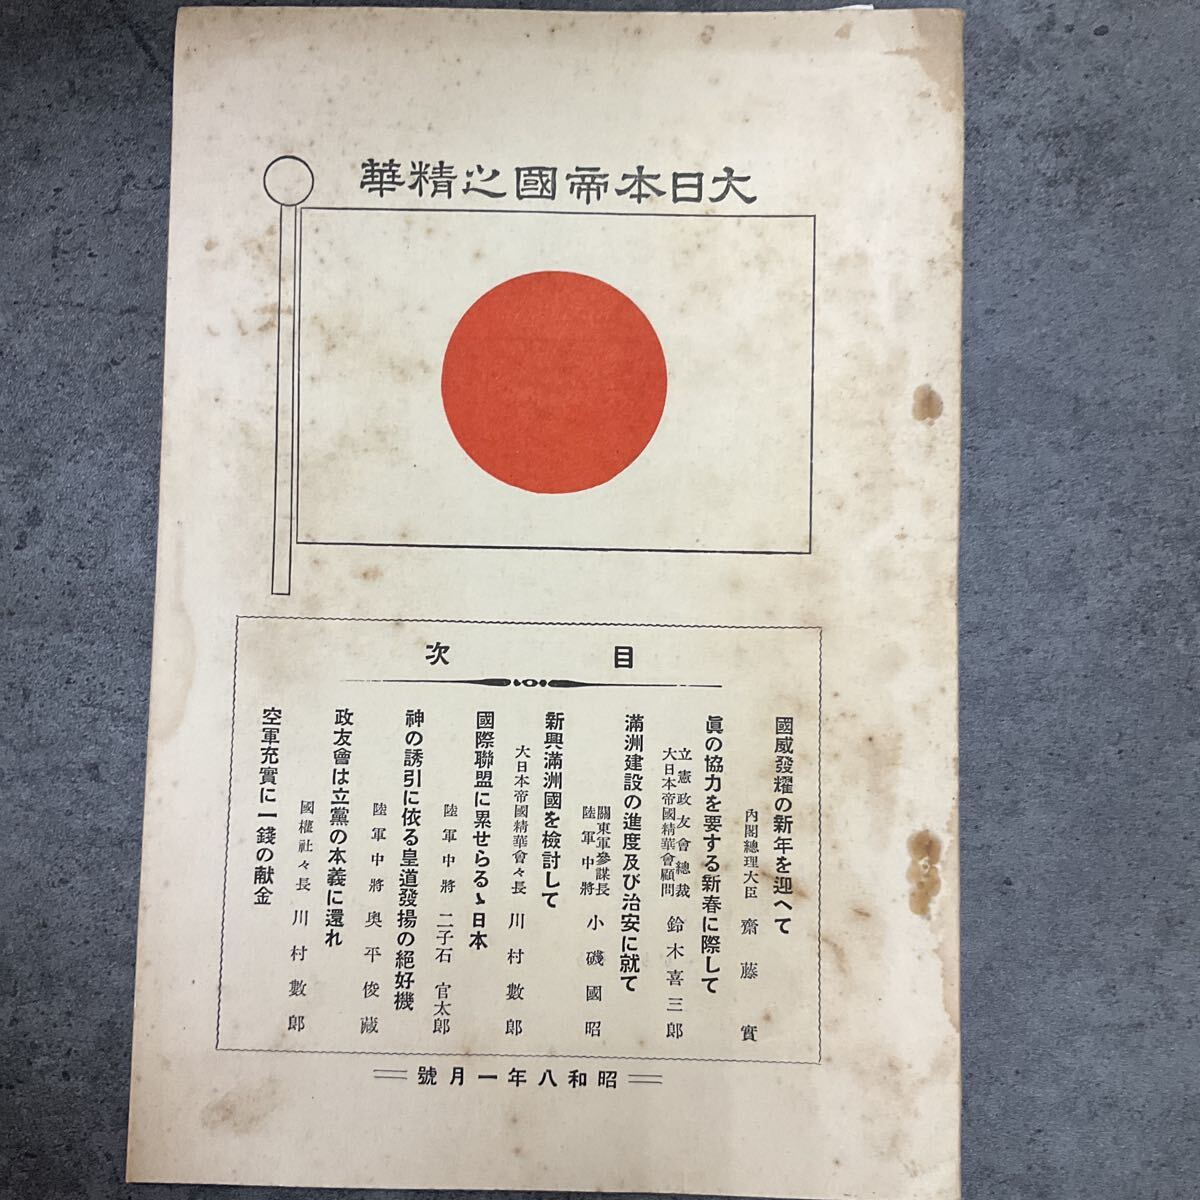 大日本帝國之精華
目次
國威發耀の新年を迎へて
內閣總理大臣 齋藤實
眞の協力を要する新春に際して
立憲政友會總裁
大日本帝國精華會顧問 鈴木喜三郎
滿洲建設の進度及び治安に就て
關東軍參謀長
陸軍中將 小磯國昭
新興滿洲國を檢討して
大日本帝國精華會々長 川村數郎
國際聯盟に累せらるゝ日本
陸軍中將 二子石官太郎
神の誘引に依る皇道發揚の絕好機
陸軍中將 奧平俊藏
政友會は立黨の本義に還れ
國權社々長 川村數郎
空軍充實に一錢の献金
昭和八年一月號